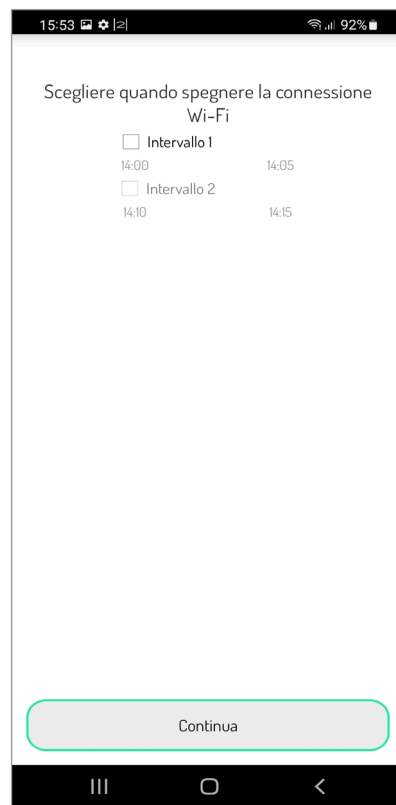 15:53 |2| 92%
Scegliere quando spegnere la connessione
Wi-Fi
Intervallo 1
14:00 14:05
Intervallo 2
14:10 14:15
Continua